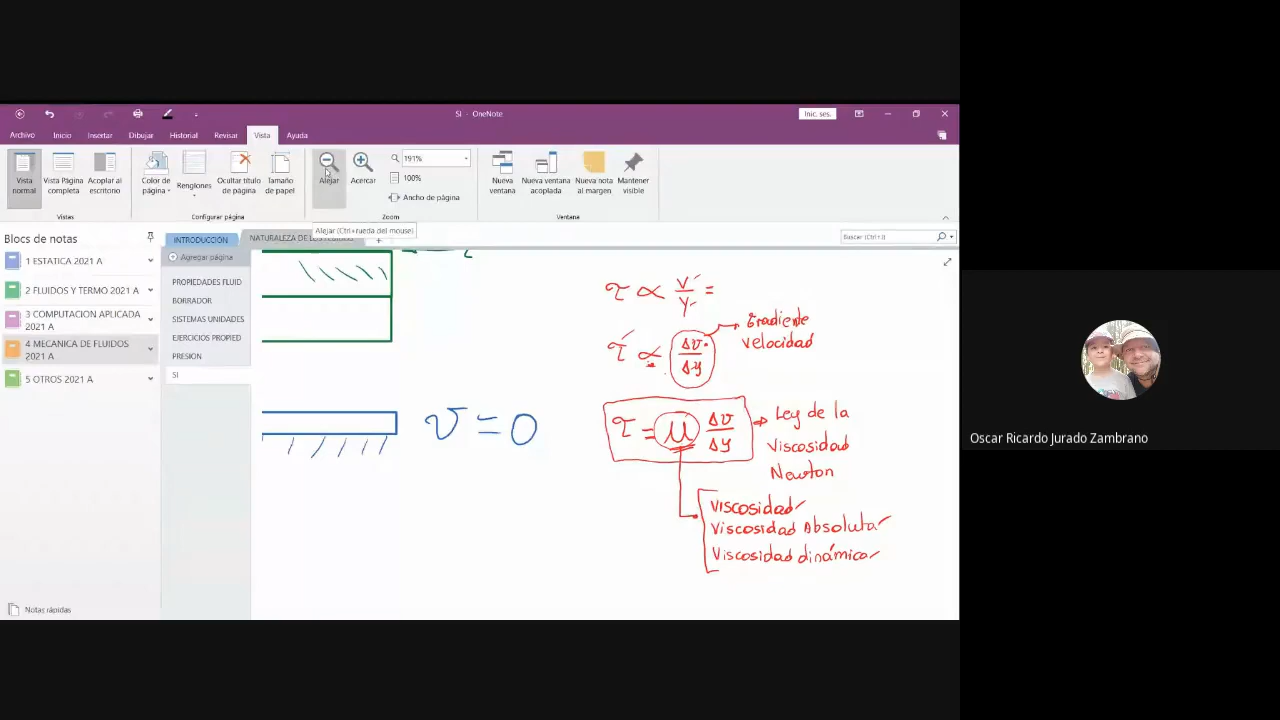 SI - OneNote
Inic. ses.
Archivo Inicio Insertar Dibujar Historial Revisar Vista Ayuda
Vista normal
Vista Página completa
Acoplar al escritorio
Vistas
Color de página
Renglones
Ocultar título de página
Tamaño de papel
Configurar página
Alejar
Acercar
191%
100%
Ancho de página
Zoom
Nueva ventana
Nueva ventana acoplada
Nueva nota al margen
Mantener visible
Ventana
Alejar (Ctrl+rueda del mouse)
Blocs de notas
INTRODUCCIÓN
NATURALEZA DE LOS
Buscar (Ctrl+E)
1 ESTATICA 2021 A
2 FLUIDOS Y TERMO 2021 A
3 COMPUTACION APLICADA 2021 A
4 MECANICA DE FLUIDOS 2021 A
5 OTROS 2021 A
Notas rápidas
Agregar página
PROPIEDADES FLUID
BORRADOR
SISTEMAS UNIDADES
EJERCICIOS PROPIED
PRESION
SI
v = 0
τ ∝ v/y =
τ ∝ Δv/Δy
Gradiente
velocidad
τ = μ Δv/Δy
Ley de la
Viscosidad
Newton
Viscosidad
Viscosidad Absoluta
Viscosidad dinámica
Oscar Ricardo Jurado Zambrano